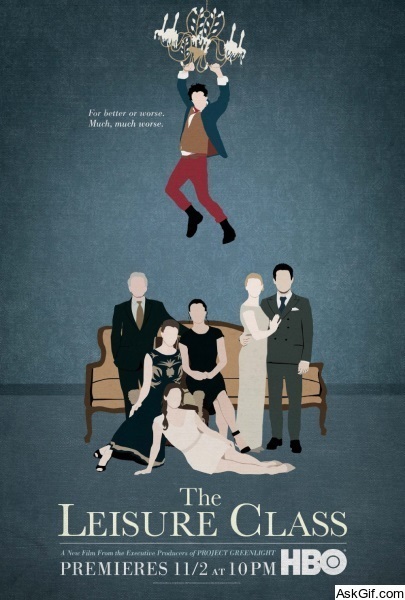 For better or worse.
Much, much worse.
The
LEISURE CLASS
A New Film From the Executive Producers of PROJECT GREENLIGHT
PREMIERES 11/2 AT 10PM HBO
AskGif.com